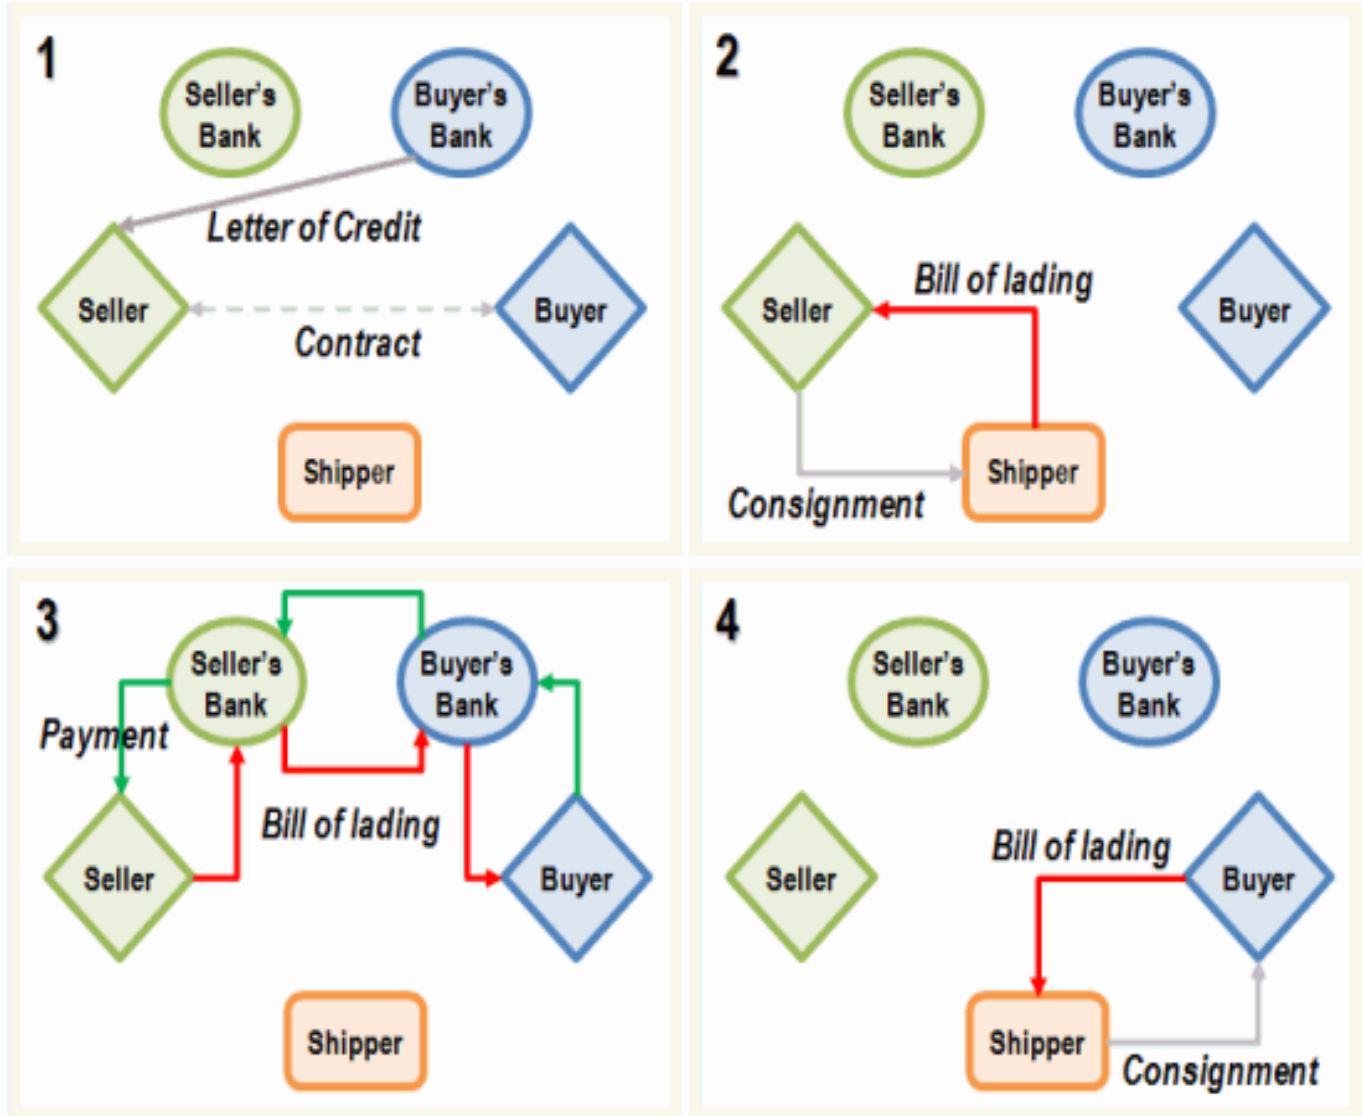 1
Seller's
Bank
Buyer's
Bank
Letter of Credit
Seller
Buyer
Contract
Shipper
2
Seller's
Bank
Buyer's
Bank
Bill of lading
Seller
Buyer
Shipper
Consignment
3
Seller's
Bank
Buyer's
Bank
Payment
Bill of lading
Seller
Buyer
Shipper
4
Seller's
Bank
Buyer's
Bank
Bill of lading
Seller
Buyer
Shipper
Consignment